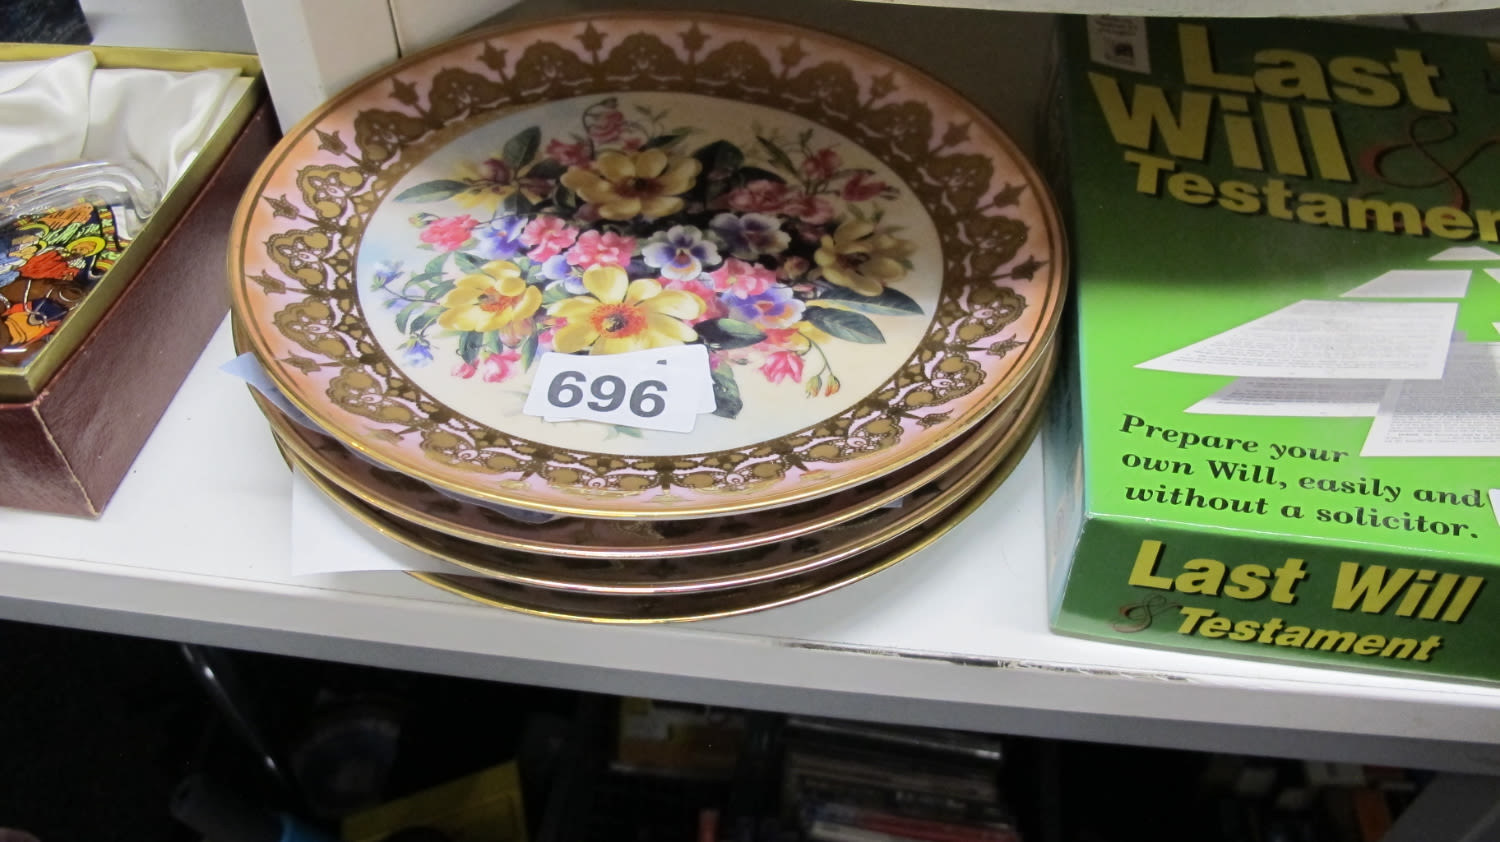 696
Last
Will &
Testamen
Prepare your
own Will, easily and
without a solicitor.
Last Will
& Testament